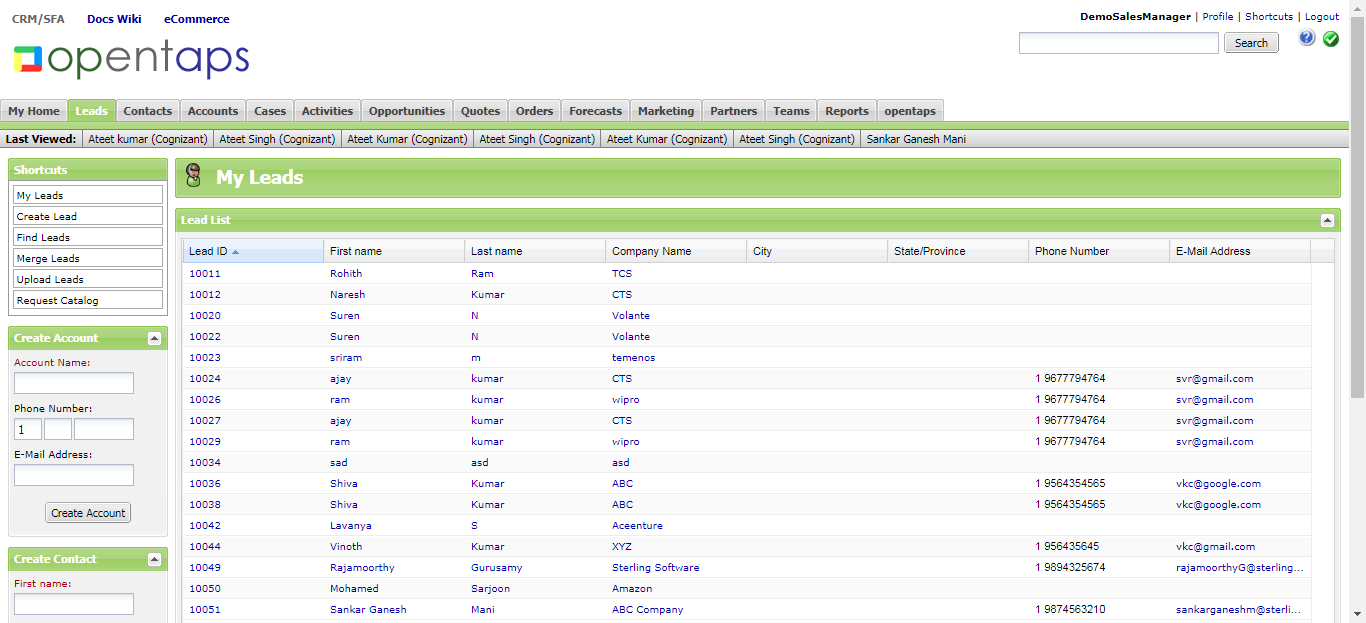 CRM/SFA Docs Wiki eCommerce
DemoSalesManager | Profile | Shortcuts | Logout
opentaps
Search
My Home Leads Contacts Accounts Cases Activities Opportunities Quotes Orders Forecasts Marketing Partners Teams Reports opentaps
Last Viewed: Ateet kumar (Cognizant) Ateet Singh (Cognizant) Ateet Kumar (Cognizant) Ateet Singh (Cognizant) Ateet Kumar (Cognizant) Ateet Singh (Cognizant) Sankar Ganesh Mani
Shortcuts
My Leads
Create Lead
Find Leads
Merge Leads
Upload Leads
Request Catalog
Create Account
Account Name:
Phone Number:
1
E-Mail Address:
Create Account
Create Contact
First name:
My Leads
Lead List
Lead ID First name Last name Company Name City State/Province Phone Number E-Mail Address
10011 Rohith Ram TCS
10012 Naresh Kumar CTS
10020 Suren N Volante
10022 Suren N Volante
10023 sriram m temenos
10024 ajay kumar CTS 1 9677794764 svr@gmail.com
10026 ram kumar wipro 1 9677794764 svr@gmail.com
10027 ajay kumar CTS 1 9677794764 svr@gmail.com
10029 ram kumar wipro 1 9677794764 svr@gmail.com
10034 sad asd asd
10036 Shiva Kumar ABC 1 9564354565 vkc@google.com
10038 Shiva Kumar ABC 1 9564354565 vkc@google.com
10042 Lavanya S Aceenture
10044 Vinoth Kumar XYZ 1 956435645 vkc@gmail.com
10049 Rajamoorthy Gurusamy Sterling Software 1 9894325674 rajamoorthyG@sterling...
10050 Mohamed Sarjoon Amazon
10051 Sankar Ganesh Mani ABC Company 1 9874563210 sankarganeshm@sterli...